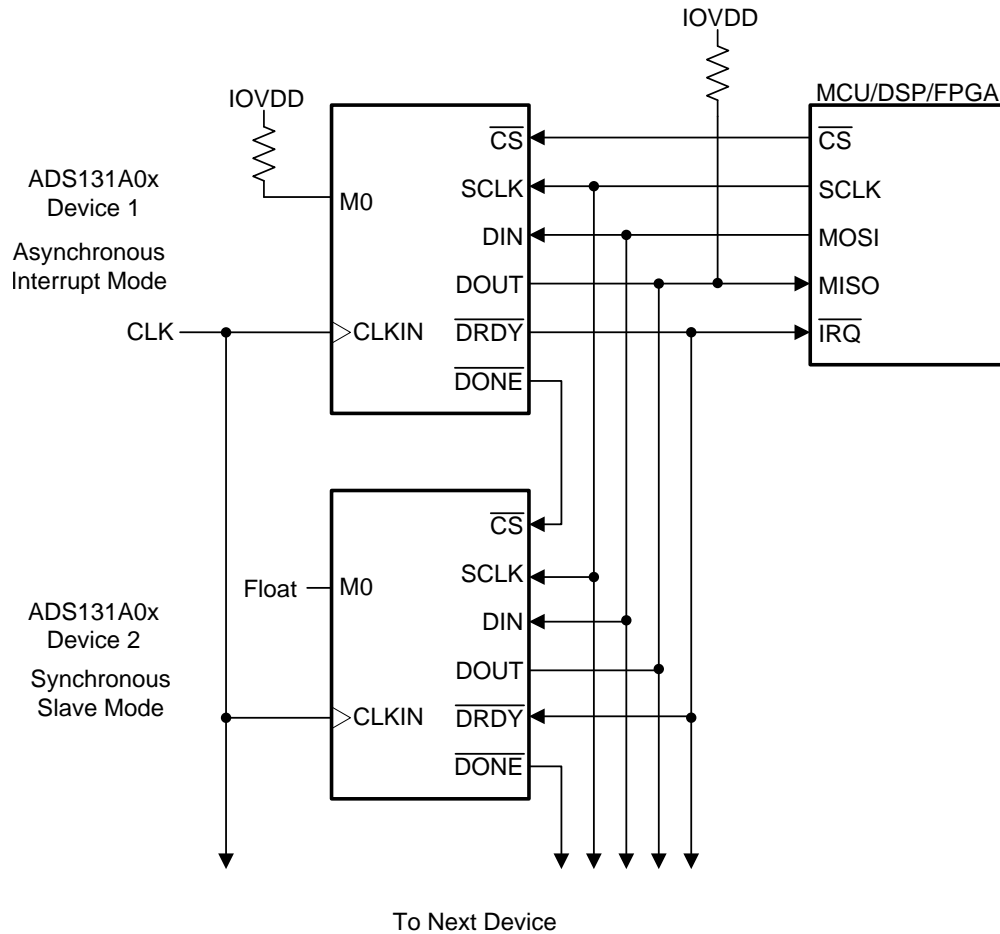 IOVDD
IOVDD
MCU/DSP/FPGA
CS
CS
ADS131A0x
Device 1
M0
SCLK
SCLK
DIN
MOSI
Asynchronous
Interrupt Mode
DOUT
MISO
CLK
CLKIN
DRDY
IRQ
DONE
CS
SCLK
Float
M0
ADS131A0x
Device 2
DIN
DOUT
Synchronous
Slave Mode
CLKIN
DRDY
DONE
To Next Device